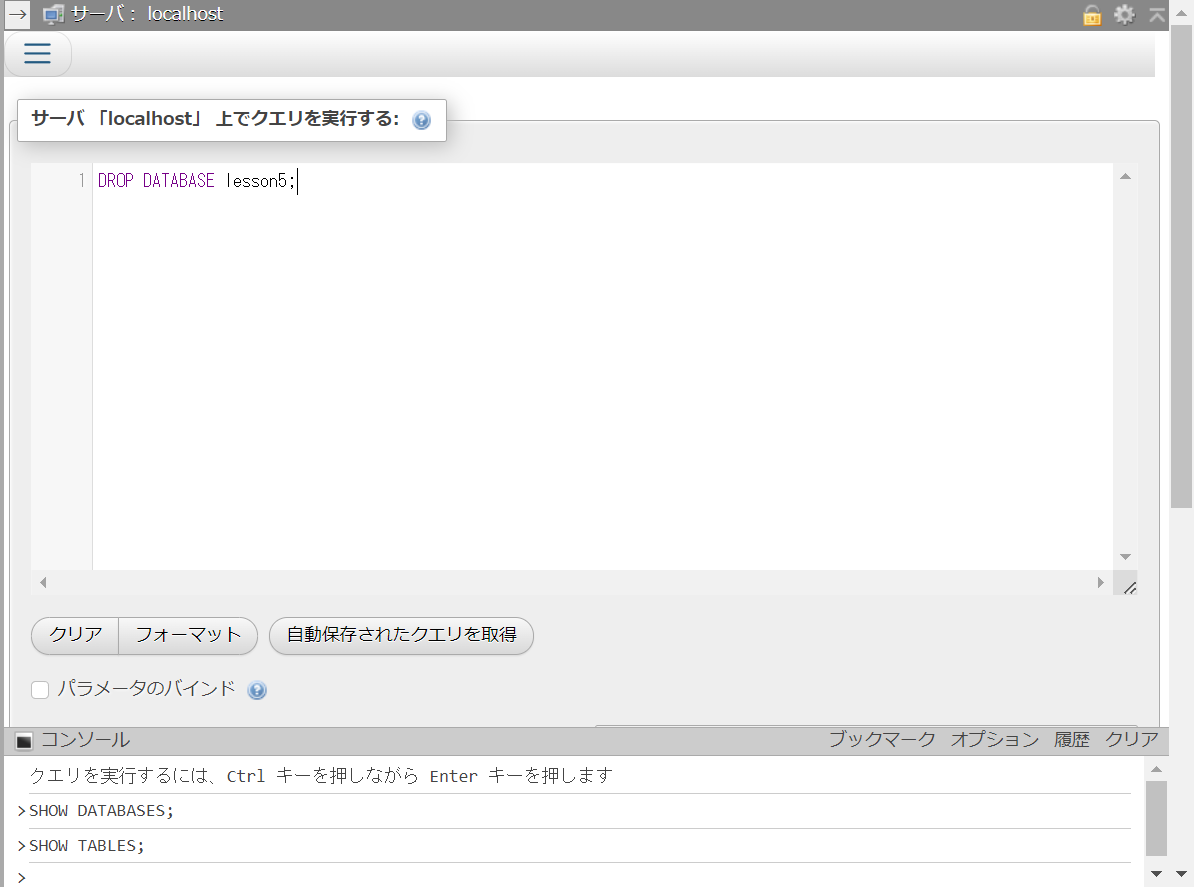 サーバ： localhost
サーバ 「localhost」 上でクエリを実行する:
1 DROP DATABASE lesson5;
クリア フォーマット 自動保存されたクエリを取得
パラメータのバインド
コンソール ブックマーク オプション 履歴 クリア
クエリを実行するには、Ctrl キーを押しながら Enter キーを押します
>SHOW DATABASES;
>SHOW TABLES;
>